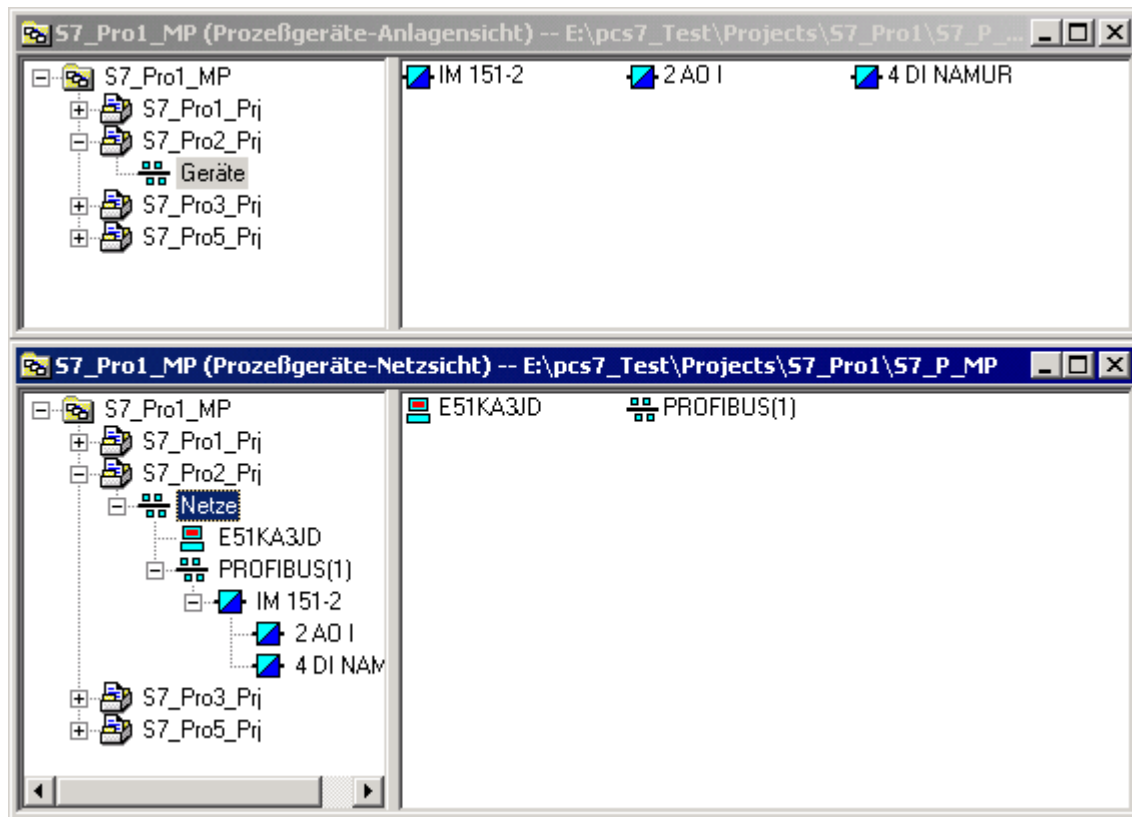 S7_Pro1_MP (Prozeßgeräte-Anlagensicht) -- E:\pcs7_Test\Projects\S7_Pro1\S7_P_...
S7_Pro1_MP
S7_Pro1_Prj
S7_Pro2_Prj
Geräte
S7_Pro3_Prj
S7_Pro5_Prj
IM 151-2 2 AO I 4 DI NAMUR
S7_Pro1_MP (Prozeßgeräte-Netzsicht) -- E:\pcs7_Test\Projects\S7_Pro1\S7_P_MP
S7_Pro1_MP
S7_Pro1_Prj
S7_Pro2_Prj
Netze
E51KA3JD
PROFIBUS(1)
IM 151-2
2 AO I
4 DI NAM
S7_Pro3_Prj
S7_Pro5_Prj
E51KA3JD PROFIBUS(1)